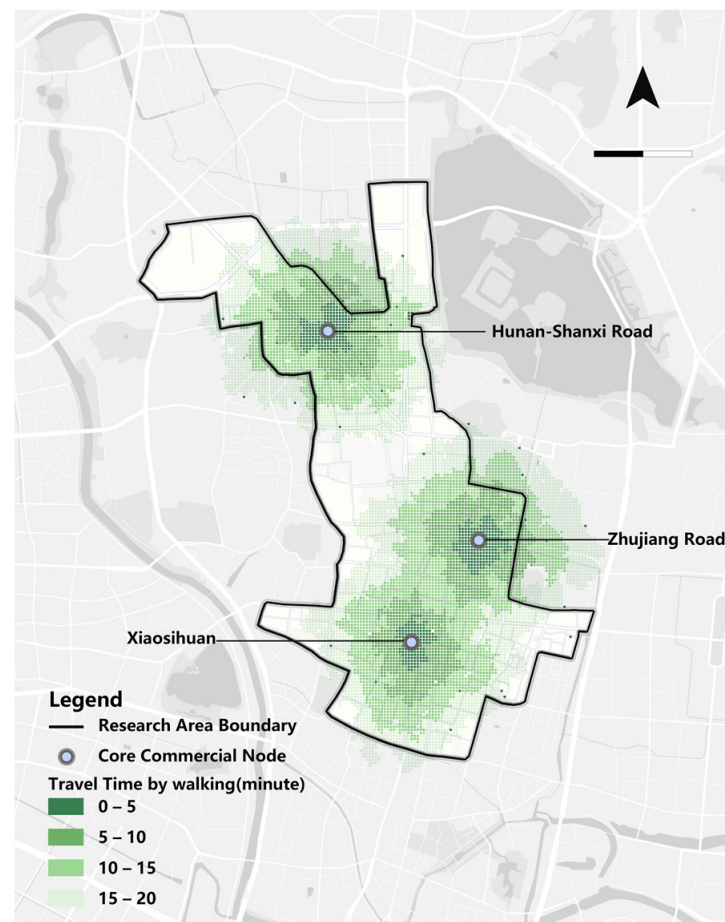 Hunan-Shanxi Road
Zhujiang Road
Xiaosihuan
Legend
Research Area Boundary
Core Commercial Node
Travel Time by walking(minute)
0 – 5
5 – 10
10 – 15
15 – 20